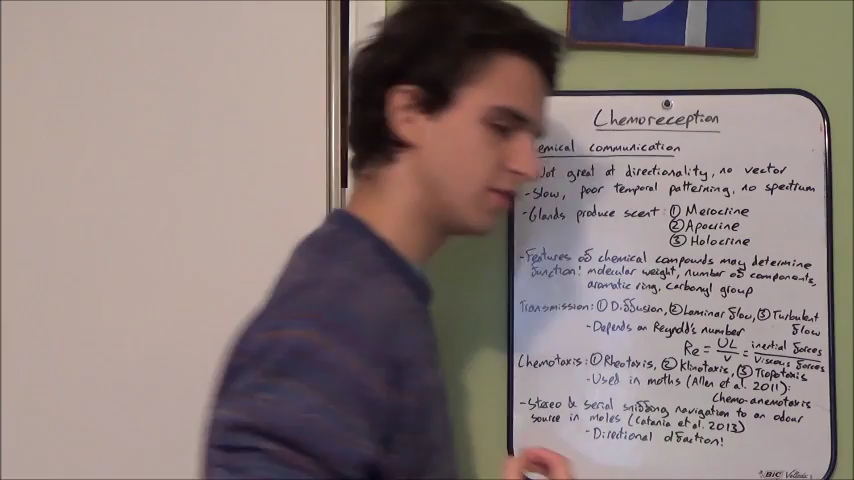 Chemoreception
emical communication
Not great at directionality, no vector
-Slow, poor temporal patterning, no spectrum
-Glands produce scent: ① Merocrine
② Apocrine
③ Holocrine
-Features of chemical compounds may determine
function: molecular weight, number of components,
aromatic ring, carbonyl group
Transmission: ① Diffusion, ② Laminar flow, ③ Turbulent
flow
-Depends on Reynold's number
Re = UL/v = inertial forces/viscous forces
Chemotaxis: ① Rheotaxis, ② Klinotaxis, ③ Tropotaxis
-Used in moths (Allen et al. 2011):
chemo-anemotaxis
-Stereo & serial sniffing navigation to an odour
source in moles (Catania et al. 2013)
-Directional olfaction!
BIC Velleda